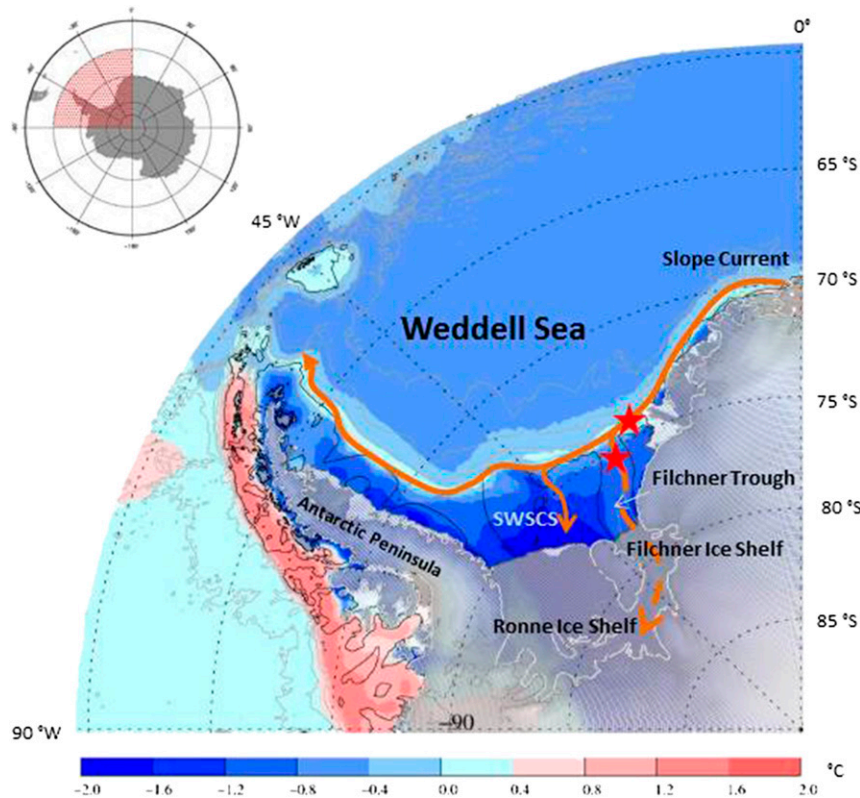 0°
65 °S
45 °W
Slope Current
70 °S
Weddell Sea
75 °S
Filchner Trough
SWSCS
80 °S
Antarctic Peninsula
Filchner Ice Shelf
Ronne Ice Shelf
85 °S
90 °W
-90
°C
-2.0 -1.6 -1.2 -0.8 -0.4 0.0 0.4 0.8 1.2 1.6 2.0